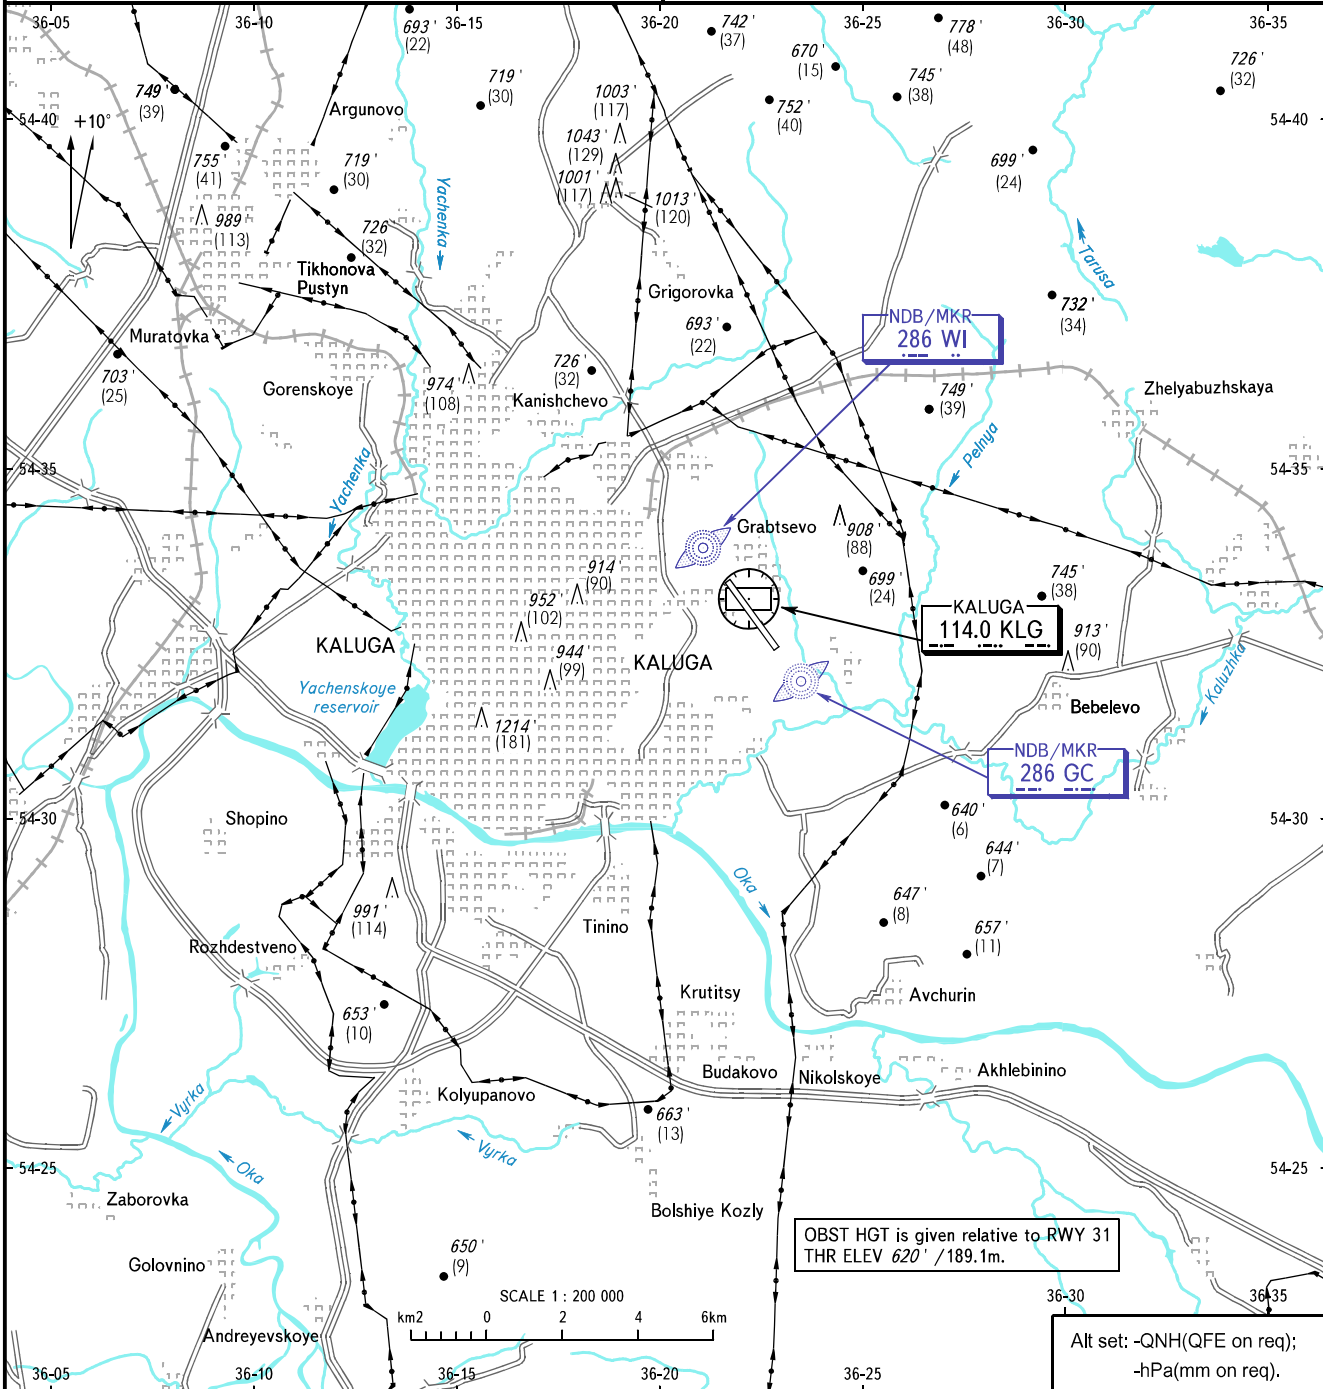 36-05
36-10
36-15
36-20
36-25
36-30
36-35
693'
(22)
742'
(37)
778'
(48)
670'
(15)
745'
(38)
726'
(32)
749'
(39)
719'
(30)
1003'
(117)
752'
(40)
Argunovo
54-40
+10°
54-40
1043'
(129)
755'
(41)
719'
(30)
699'
(24)
1001'
(117)
1013'
(120)
Yachenka
989'
(113)
726'
(32)
Tarusa
Tikhonova
Pustyn
Grigorovka
732'
(34)
NDB/MKR
286 WI
Muratovka
693'
(22)
703'
(25)
726'
(32)
974'
(108)
Gorenskoye
Kanishchevo
749'
(39)
Zhelyabuzhskaya
54-35
Yachenka
Pelnya
54-35
Grabtsevo
908'
(88)
914'
(90)
699'
(24)
745'
(38)
952'
(102)
KALUGA
114.0 KLG
KALUGA
944'
(99)
KALUGA
913'
(90)
Kaluzhka
Yachenskoye
reservoir
1214'
(181)
Bebelevo
NDB/MKR
286 GC
54-30
Shopino
640'
(6)
54-30
644'
(7)
Oka
991'
(114)
647'
(8)
Tinino
657'
(11)
Rozhdestveno
653'
(10)
Krutitsy
Avchurin
Budakovo
Nikolskoye
Akhlebinino
Kolyupanovo
Vyrka
663'
(13)
Vyrka
Oka
54-25
54-25
Zaborovka
Bolshiye Kozly
OBST HGT is given relative to RWY 31
THR ELEV 620' /189.1m.
650'
(9)
Golovnino
SCALE 1 : 200 000
km2 0 2 4 6km
36-30
36-35
Andreyevskoye
Alt set: -QNH(QFE on req);
-hPa(mm on req).
36-05
36-10
36-15
36-20
36-25